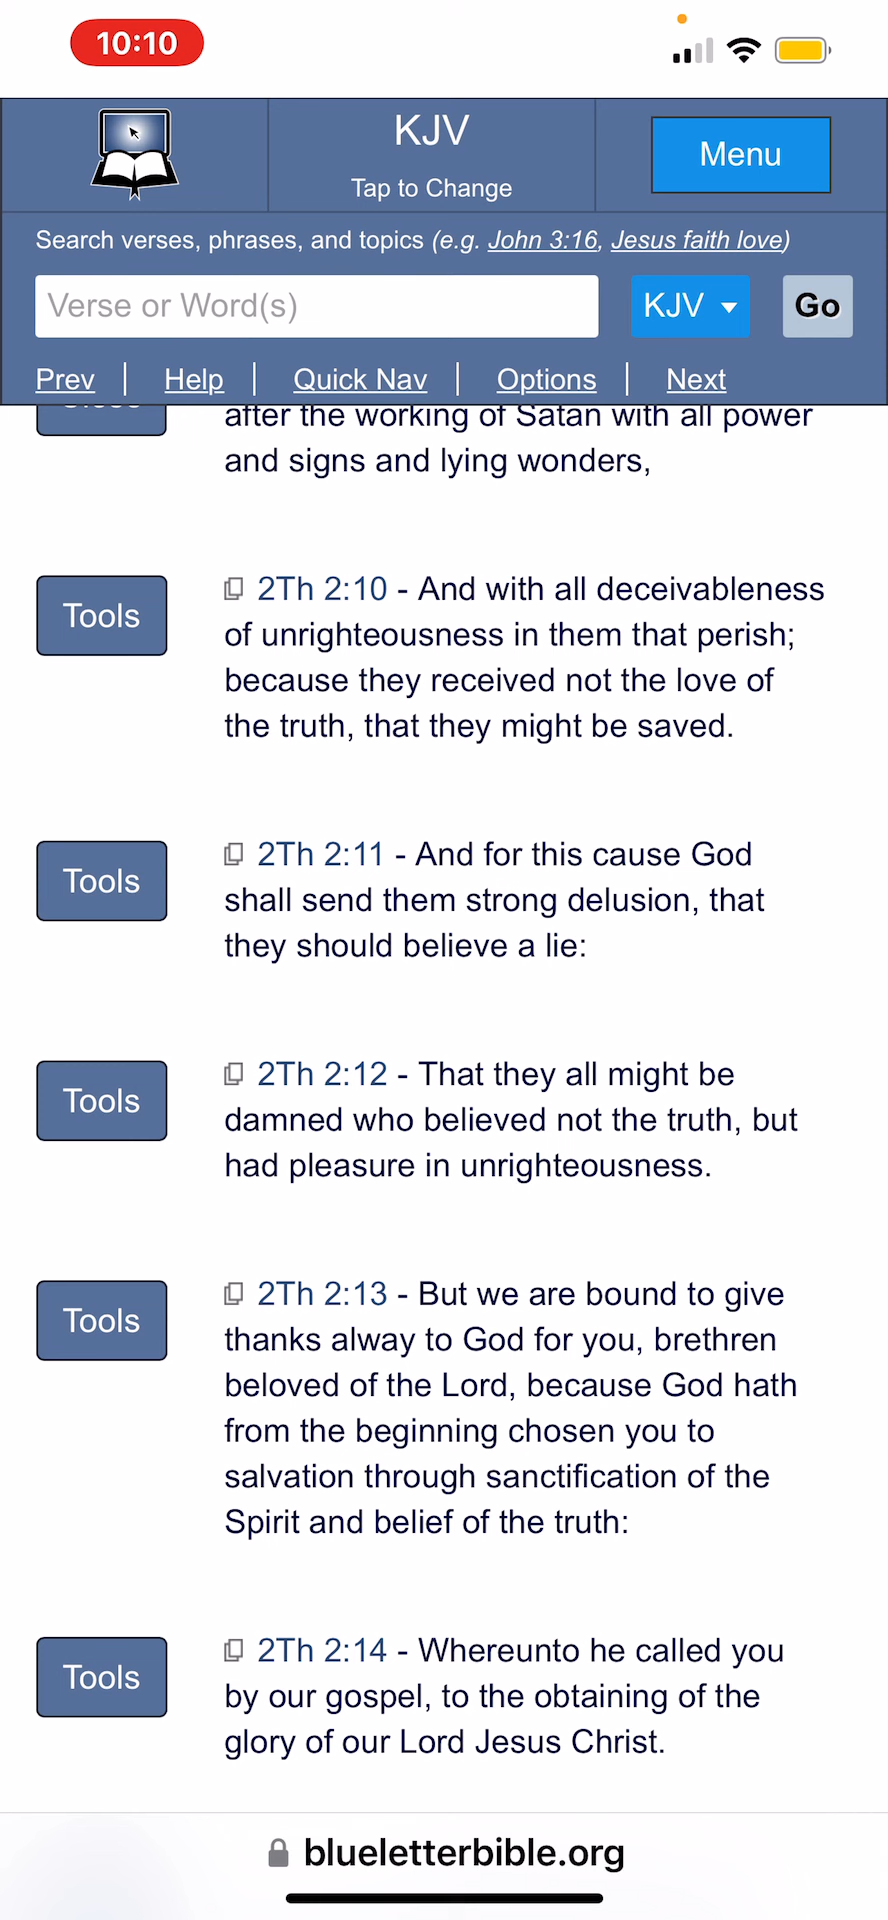 10:10
KJV
Tap to Change
Menu
Search verses, phrases, and topics (e.g. John 3:16, Jesus faith love)
Verse or Word(s)
KJV
Go
Prev | Help | Quick Nav | Options | Next
after the working of Satan with all power
and signs and lying wonders,
Tools
2Th 2:10 - And with all deceivableness
of unrighteousness in them that perish;
because they received not the love of
the truth, that they might be saved.
Tools
2Th 2:11 - And for this cause God
shall send them strong delusion, that
they should believe a lie:
Tools
2Th 2:12 - That they all might be
damned who believed not the truth, but
had pleasure in unrighteousness.
Tools
2Th 2:13 - But we are bound to give
thanks alway to God for you, brethren
beloved of the Lord, because God hath
from the beginning chosen you to
salvation through sanctification of the
Spirit and belief of the truth:
Tools
2Th 2:14 - Whereunto he called you
by our gospel, to the obtaining of the
glory of our Lord Jesus Christ.
blueletterbible.org